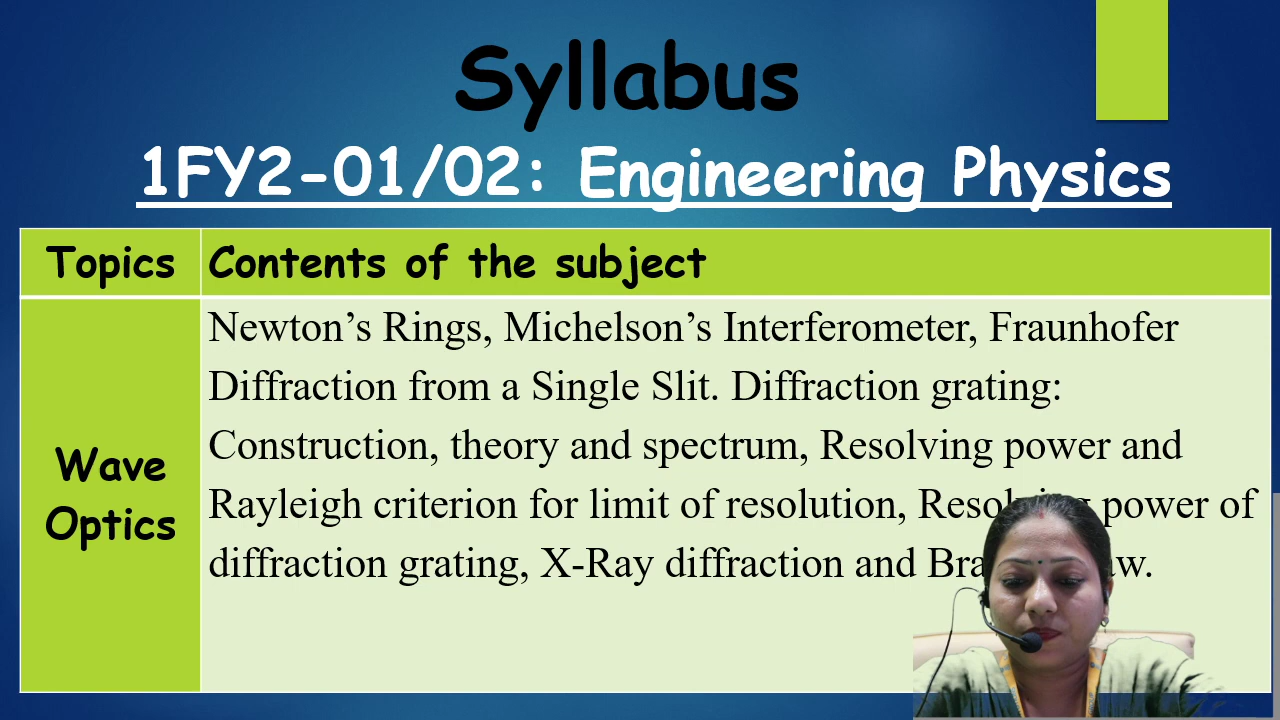 Syllabus
1FY2-01/02: Engineering Physics
Topics
Contents of the subject
Wave
Optics
Newton’s Rings, Michelson’s Interferometer, Fraunhofer
Diffraction from a Single Slit. Diffraction grating:
Construction, theory and spectrum, Resolving power and
Rayleigh criterion for limit of resolution, power of
diffraction grating, X-Ray diffraction and